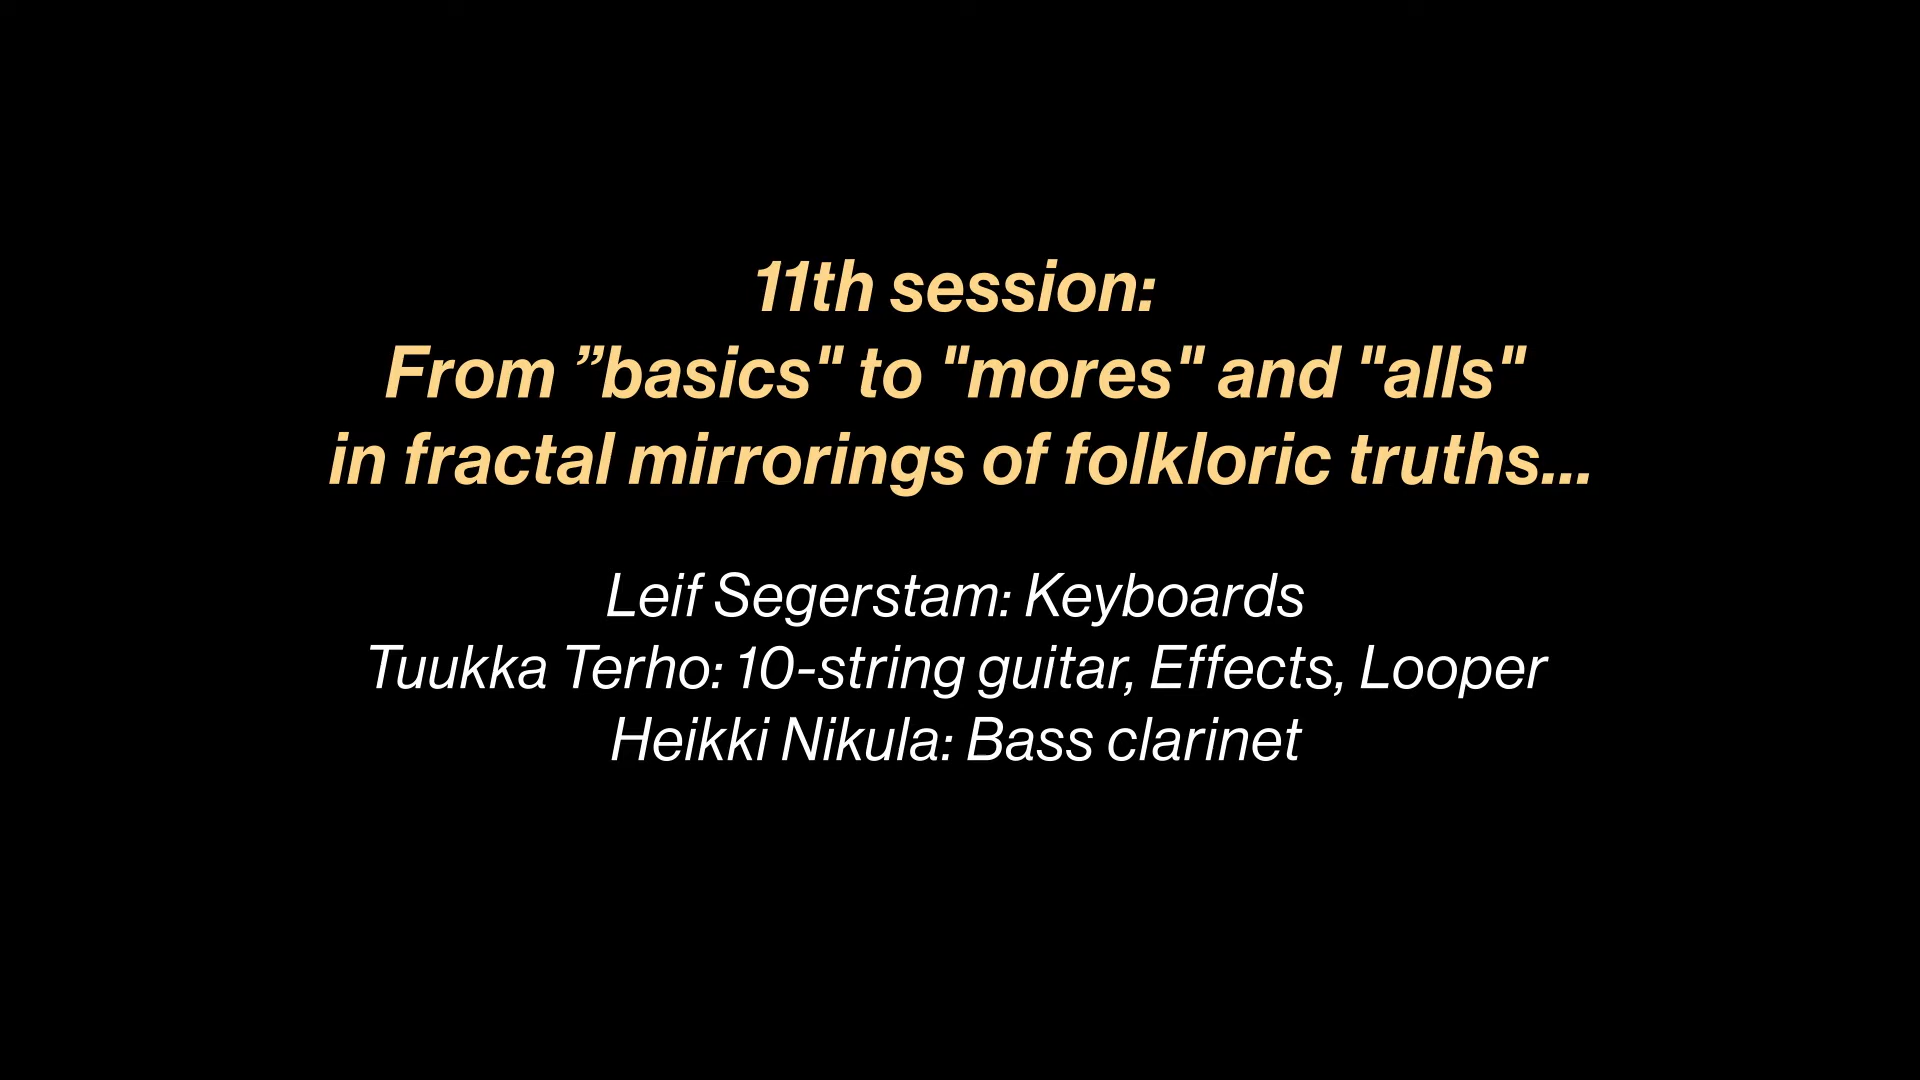 11th session:
From ”basics" to "mores" and "alls"
in fractal mirrorings of folkloric truths...
Leif Segerstam: Keyboards
Tuukka Terho: 10-string guitar, Effects, Looper
Heikki Nikula: Bass clarinet